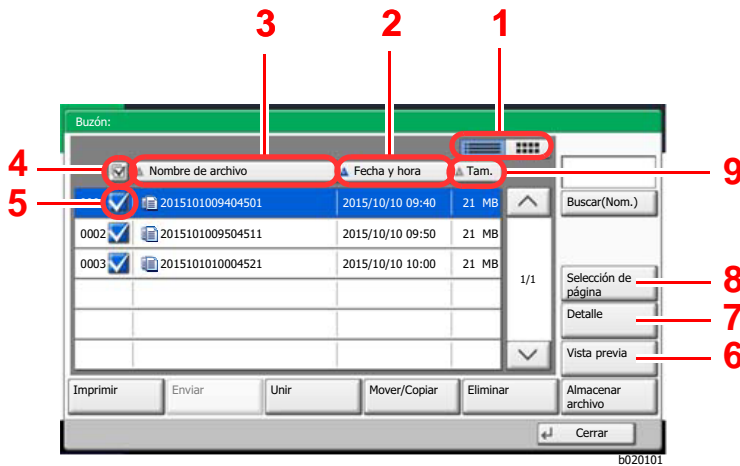 3 2 1
Buzón:
4 Nombre de archivo Fecha y hora Tam. 9
5 2015101009404501 2015/10/10 09:40 21 MB Buscar(Nom.)
0002 2015101009504511 2015/10/10 09:50 21 MB
0003 2015101010004521 2015/10/10 10:00 21 MB
1/1
Selección de
página 8
Detalle 7
Vista previa 6
Imprimir Enviar Unir Mover/Copiar Eliminar Almacenar
archivo
Cerrar
b020101